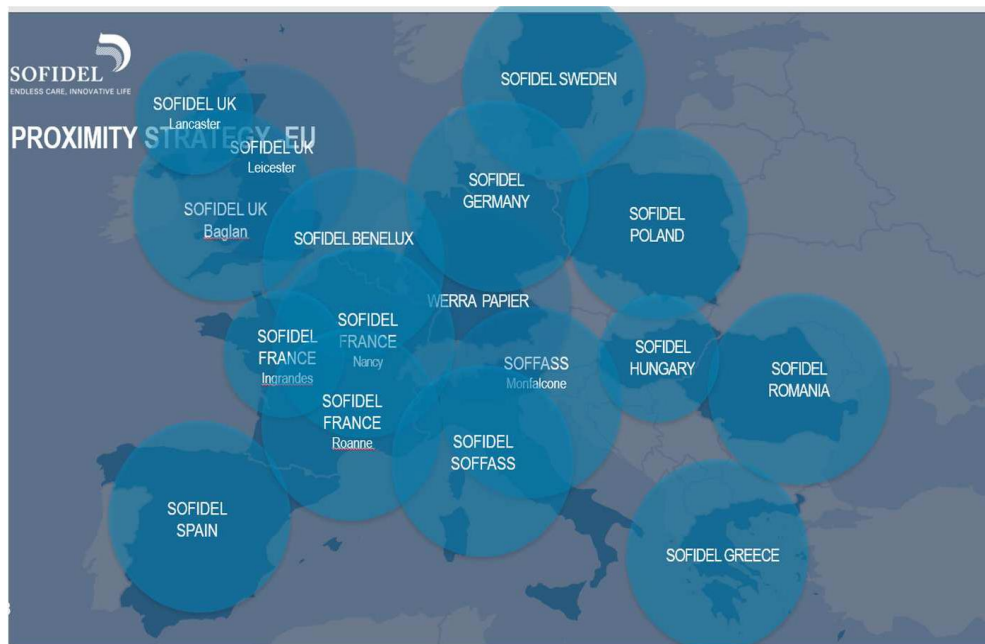 SOFIDEL
ENDLESS CARE, INNOVATIVE LIFE
PROXIMITY STRATEGY -EU
SOFIDEL UK
Lancaster
SOFIDEL UK
Leicester
SOFIDEL UK
Baglan
SOFIDEL SWEDEN
SOFIDEL
GERMANY
SOFIDEL
POLAND
SOFIDEL BENELUX
WERRA PAPIER
SOFIDEL
FRANCE
Ingrandes
SOFIDEL
FRANCE
Nancy
SOFFASS
Monfalcone
SOFIDEL
HUNGARY
SOFIDEL
ROMANIA
SOFIDEL
FRANCE
Roanne
SOFIDEL
SOFFASS
SOFIDEL
SPAIN
SOFIDEL GREECE